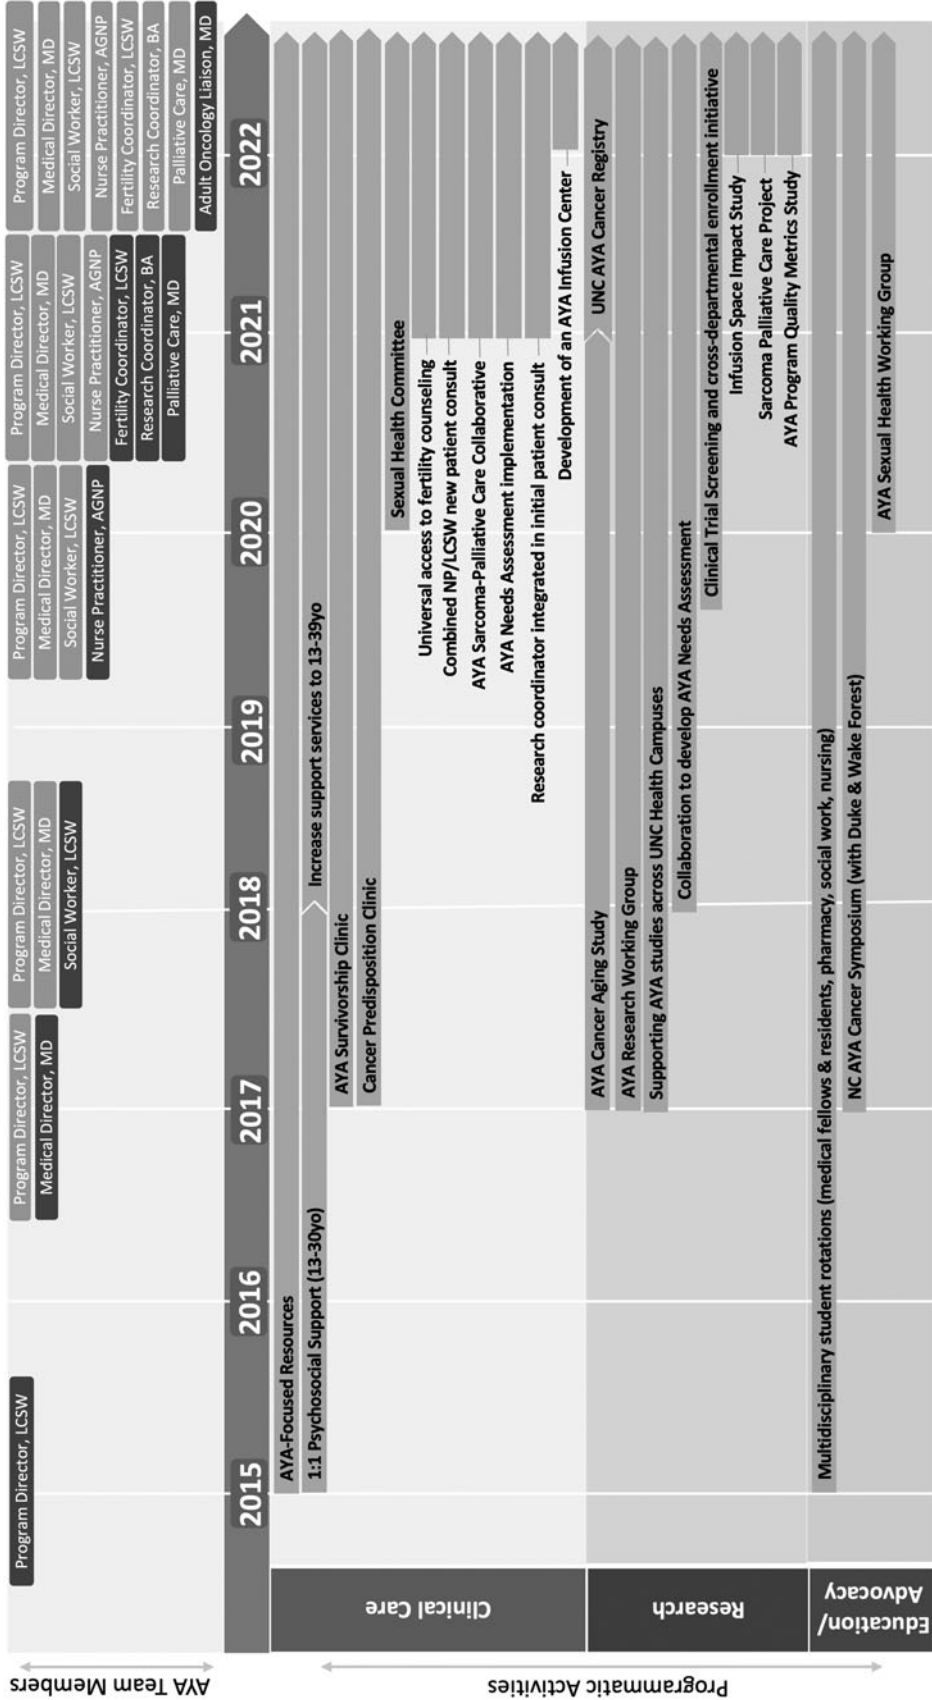 AYA Team Members
Program Director, LCSW
Program Director, LCSW
Medical Director, MD
Program Director, LCSW
Medical Director, MD
Social Worker, LCSW
Program Director, LCSW
Medical Director, MD
Social Worker, LCSW
Nurse Practitioner, AGNP
Program Director, LCSW
Medical Director, MD
Social Worker, LCSW
Nurse Practitioner, AGNP
Fertility Coordinator, LCSW
Research Coordinator, BA
Palliative Care, MD
Program Director, LCSW
Medical Director, MD
Social Worker, LCSW
Nurse Practitioner, AGNP
Fertility Coordinator, LCSW
Research Coordinator, BA
Palliative Care, MD
Adult Oncology Liaison, MD
2015
2016
2017
2018
2019
2020
2021
2022
Programmatic Activities
Clinical Care
AYA-Focused Resources
1:1 Psychosocial Support (13-30yo)
Increase support services to 13-39yo
AYA Survivorship Clinic
Cancer Predisposition Clinic
Sexual Health Committee
Universal access to fertility counseling
Combined NP/LCSW new patient consult
AYA Sarcoma-Palliative Care Collaborative
AYA Needs Assessment implementation
Research coordinator integrated in initial patient consult
Development of an AYA Infusion Center
Research
AYA Cancer Aging Study
UNC AYA Cancer Registry
AYA Research Working Group
Supporting AYA studies across UNC Health Campuses
Collaboration to develop AYA Needs Assessment
Clinical Trial Screening and cross-departmental enrollment initiative
Infusion Space Impact Study
Sarcoma Palliative Care Project
AYA Program Quality Metrics Study
Education/
Advocacy
Multidisciplinary student rotations (medical fellows & residents, pharmacy, social work, nursing)
NC AYA Cancer Symposium (with Duke & Wake Forest)
AYA Sexual Health Working Group